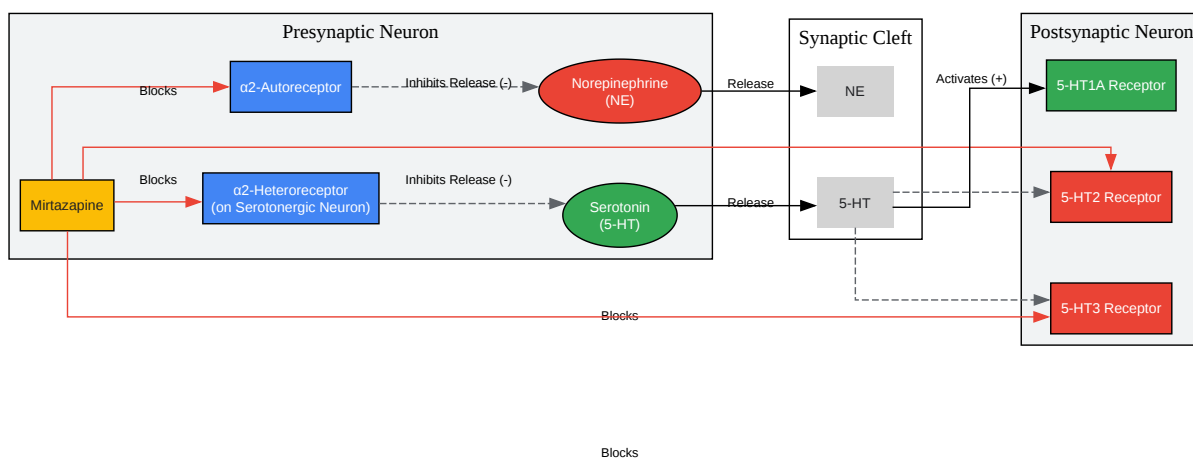 Presynaptic Neuron
Synaptic Cleft
Postsynaptic Neuron
Blocks
α2-Autoreceptor
Inhibits Release (-)
Norepinephrine
(NE)
Release
NE
Activates (+)
5-HT1A Receptor
Mirtazapine
Blocks
α2-Heteroreceptor
(on Serotonergic Neuron)
Inhibits Release (-)
Serotonin
(5-HT)
Release
5-HT
5-HT2 Receptor
5-HT3 Receptor
Blocks
Blocks